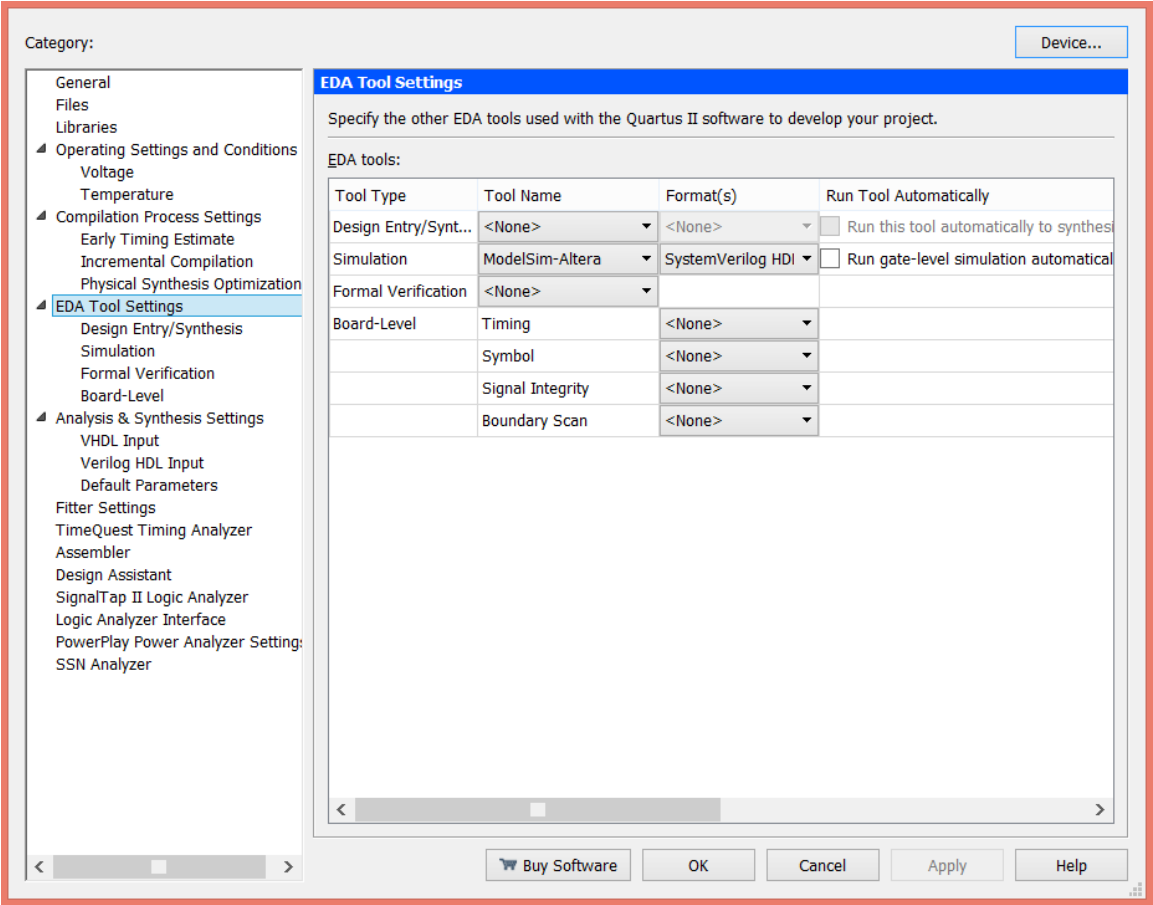 Category:
Device...
General
Files
Libraries
Operating Settings and Conditions
Voltage
Temperature
Compilation Process Settings
Early Timing Estimate
Incremental Compilation
Physical Synthesis Optimization
EDA Tool Settings
Design Entry/Synthesis
Simulation
Formal Verification
Board-Level
Analysis & Synthesis Settings
VHDL Input
Verilog HDL Input
Default Parameters
Fitter Settings
TimeQuest Timing Analyzer
Assembler
Design Assistant
SignalTap II Logic Analyzer
Logic Analyzer Interface
PowerPlay Power Analyzer Settings
SSN Analyzer
EDA Tool Settings
Specify the other EDA tools used with the Quartus II software to develop your project.
EDA tools:
Tool Type Tool Name Format(s) Run Tool Automatically
Design Entry/Synt... <None> <None> Run this tool automatically to synthesi
Simulation ModelSim-Altera SystemVerilog HDI Run gate-level simulation automatical
Formal Verification <None>
Board-Level Timing <None>
Symbol <None>
Signal Integrity <None>
Boundary Scan <None>
Buy Software OK Cancel Apply Help